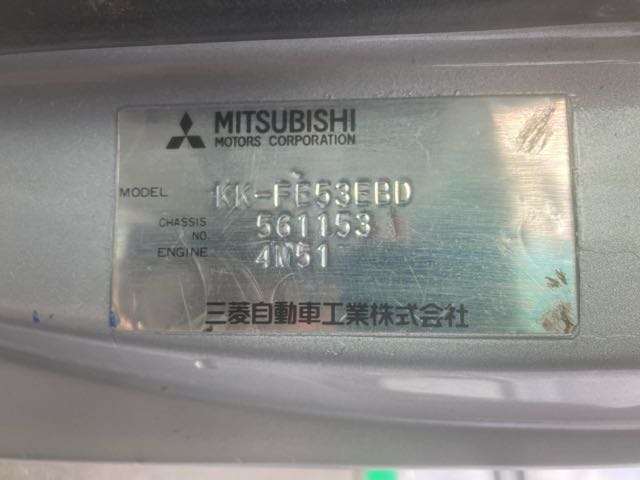 MITSUBISHI
MOTORS CORPORATION
MODEL KK-FE53EBD
CHASSIS NO. 561153
ENGINE 4M51
三菱自動車工業株式会社